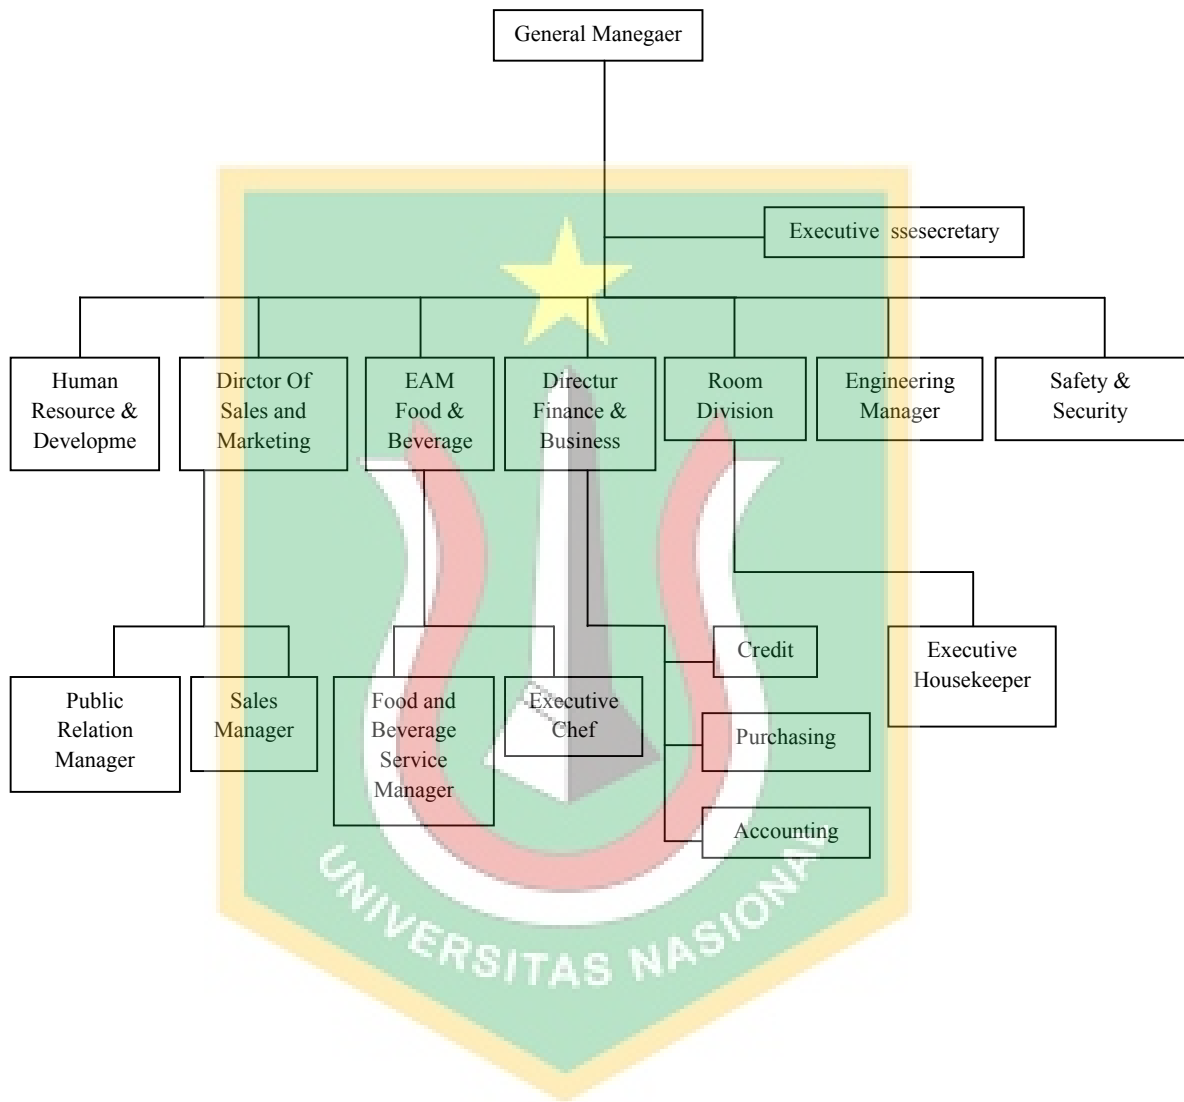 General Manegaer
Executive ssesecretary
Human
Resource &
Developme
Dirctor Of
Sales and
Marketing
EAM
Food &
Beverage
Directur
Finance &
Business
Room
Division
Engineering
Manager
Safety &
Security
Public
Relation
Manager
Sales
Manager
Food and
Beverage
Service
Manager
Executive
Chef
Credit
Purchasing
Accounting
Executive
Housekeeper
UNIVERSITAS NASIONAL